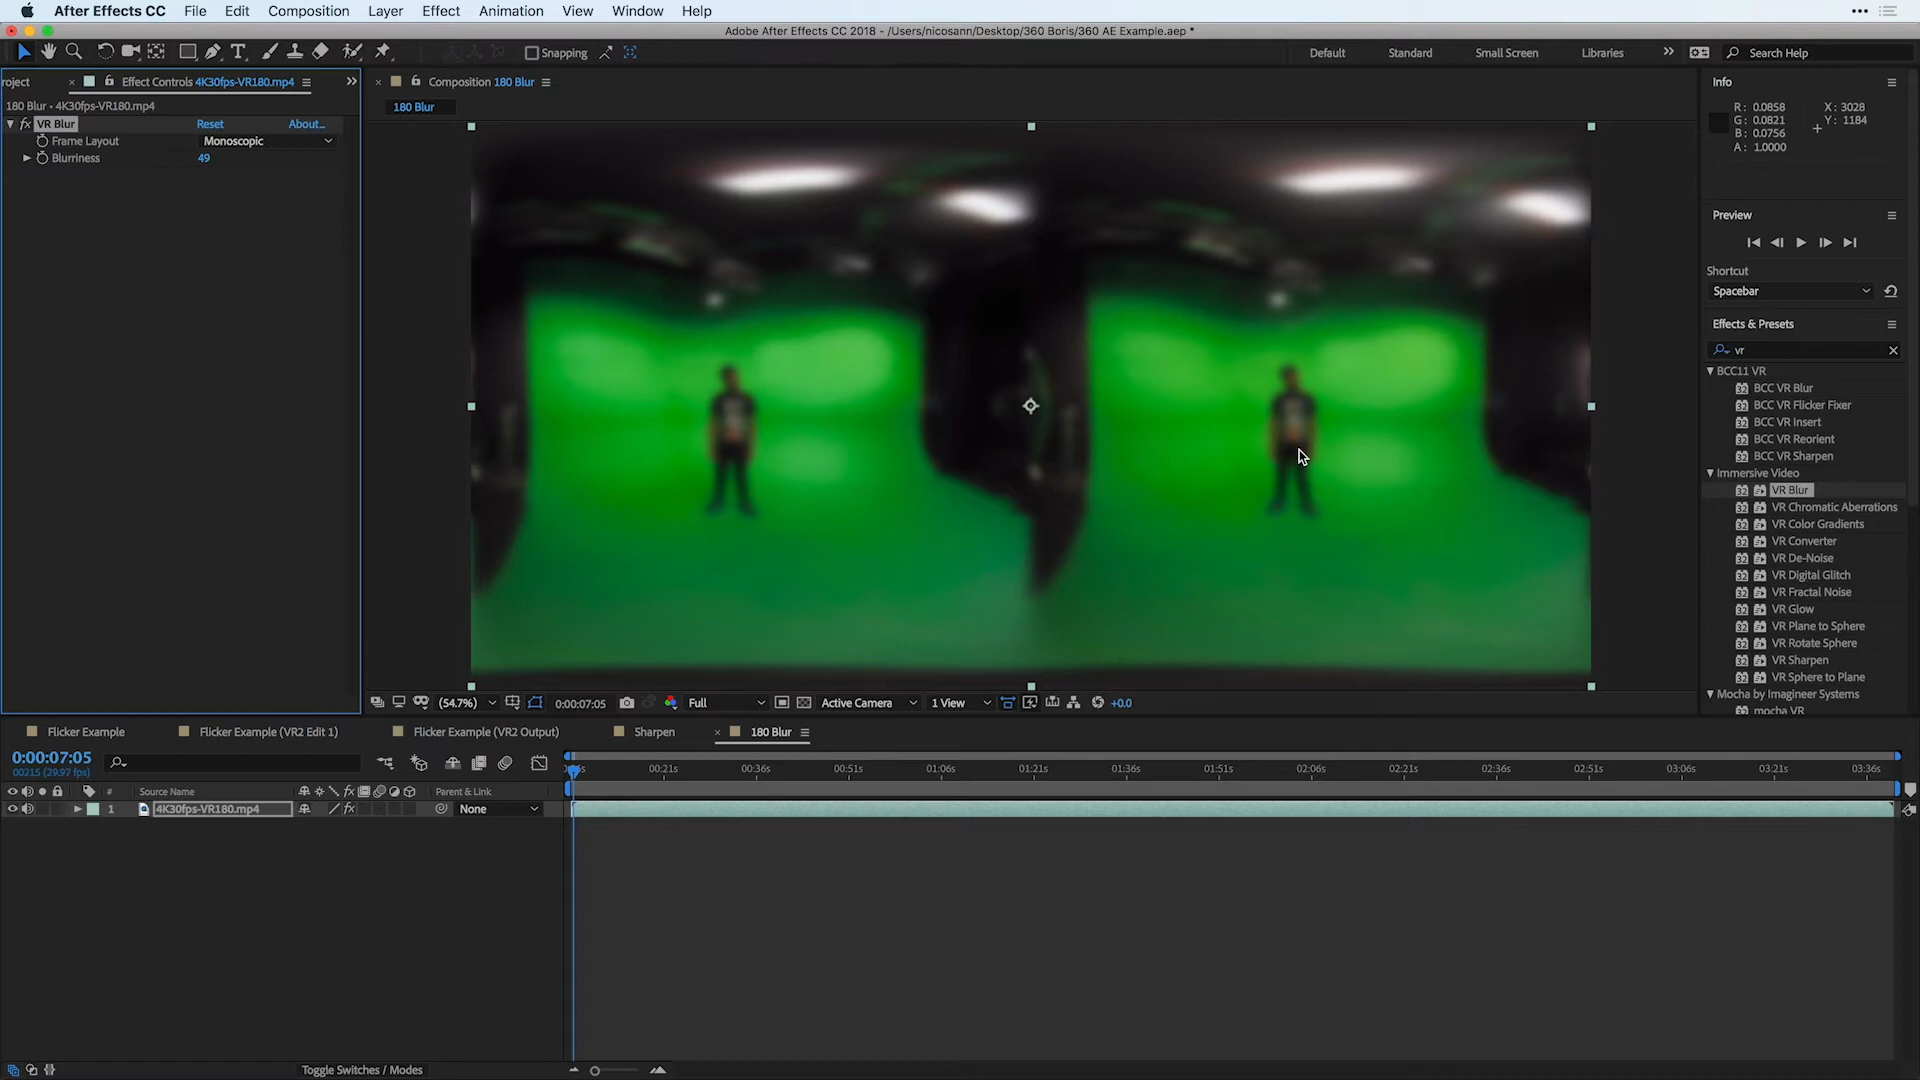 After Effects CC File Edit Composition Layer Effect Animation View Window Help
Adobe After Effects CC 2018 - /Users/nicosann/Desktop/360 Boris/360 AE Example.aep *
Snapping Default Standard Small Screen Libraries Search Help
roject Effect Controls 4K30fps-VR180.mp4
180 Blur • 4K30fps-VR180.mp4
fx VR Blur Reset About...
Frame Layout Monoscopic
Blurriness 49
Composition 180 Blur
180 Blur
(54.7%) 0:00:07:05 Full Active Camera 1 View +0.0
Info
R: 0.0858 X: 3028
G: 0.0821 Y: 1184
B: 0.0756
A: 1.0000
Preview
Shortcut
Spacebar
Effects & Presets
vr
BCC11 VR
BCC VR Blur
BCC VR Flicker Fixer
BCC VR Insert
BCC VR Reorient
BCC VR Sharpen
Immersive Video
VR Blur
VR Chromatic Aberrations
VR Color Gradients
VR Converter
VR De-Noise
VR Digital Glitch
VR Fractal Noise
VR Glow
VR Plane to Sphere
VR Rotate Sphere
VR Sharpen
VR Sphere to Plane
Mocha by Imagineer Systems
mocha VR
Flicker Example Flicker Example (VR2 Edit 1) Flicker Example (VR2 Output) Sharpen 180 Blur
0:00:07:05
00215 (29.97 fps)
00:21s 00:36s 00:51s 01:06s 01:21s 01:36s 01:51s 02:06s 02:21s 02:36s 02:51s 03:06s 03:21s 03:36s
# Source Name fx Parent & Link
1 4K30fps-VR180.mp4 fx None
Toggle Switches / Modes